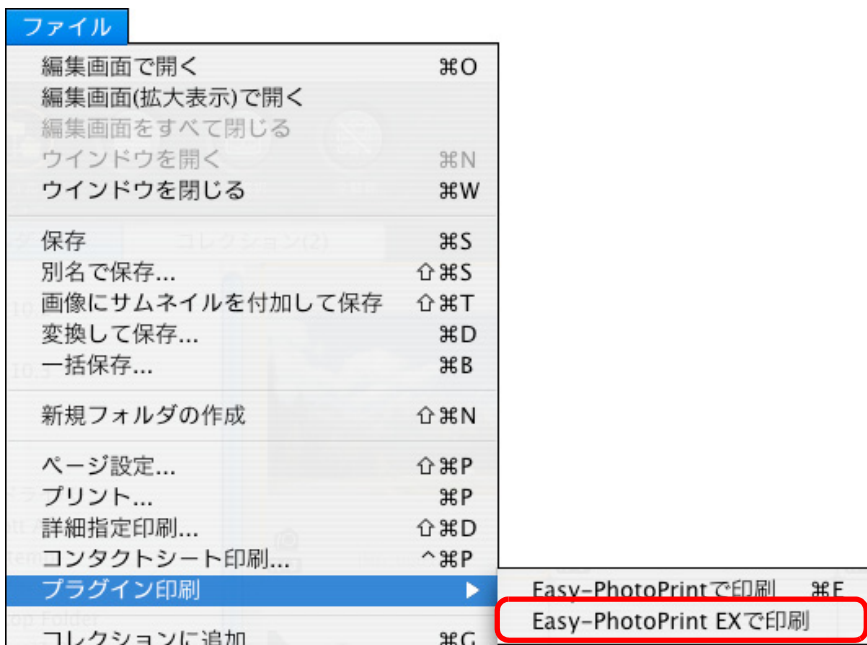 ファイル
編集画面で開く ⌘O
編集画面(拡大表示)で開く
編集画面をすべて閉じる
ウインドウを開く ⌘N
ウインドウを閉じる ⌘W
保存 ⌘S
別名で保存... ⇧⌘S
画像にサムネイルを付加して保存 ⇧⌘T
変換して保存... ⌘D
一括保存... ⌘B
新規フォルダの作成 ⇧⌘N
ページ設定... ⇧⌘P
プリント... ⌘P
詳細指定印刷... ⇧⌘D
コンタクトシート印刷... ^⌘P
プラグイン印刷
Easy-PhotoPrintで印刷
Easy-PhotoPrint EXで印刷
コレクションに追加 ⌘G
コレクション(2)